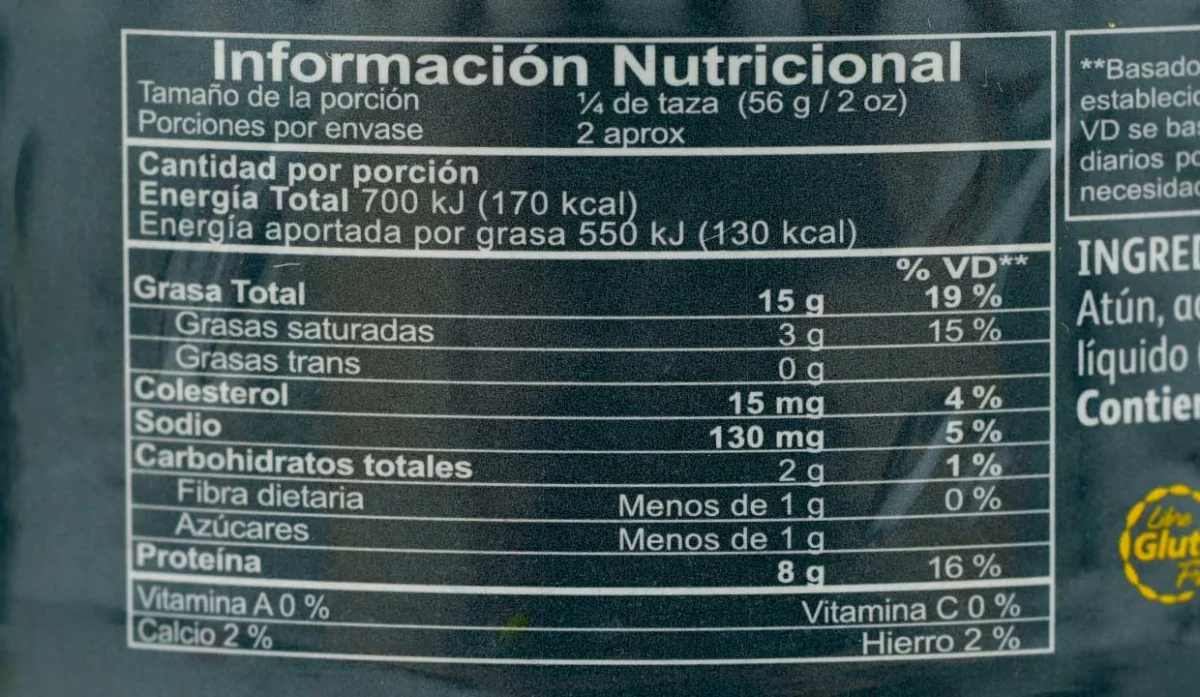 Información Nutricional
Tamaño de la porción ¼ de taza (56 g / 2 oz)
Porciones por envase 2 aprox
Cantidad por porción
Energía Total 700 kJ (170 kcal)
Energía aportada por grasa 550 kJ (130 kcal)
% VD**
Grasa Total 15 g 19 %
Grasas saturadas 3 g 15 %
Grasas trans 0 g
Colesterol 15 mg 4 %
Sodio 130 mg 5 %
Carbohidratos totales 2 g 1 %
Fibra dietaria Menos de 1 g 0 %
Azúcares Menos de 1 g
Proteína 8 g 16 %
Vitamina A 0 % Vitamina C 0 %
Calcio 2 % Hierro 2 %
**Basado
VD se
diarios
INGRED
Atún,
líquido
Libre
Glut